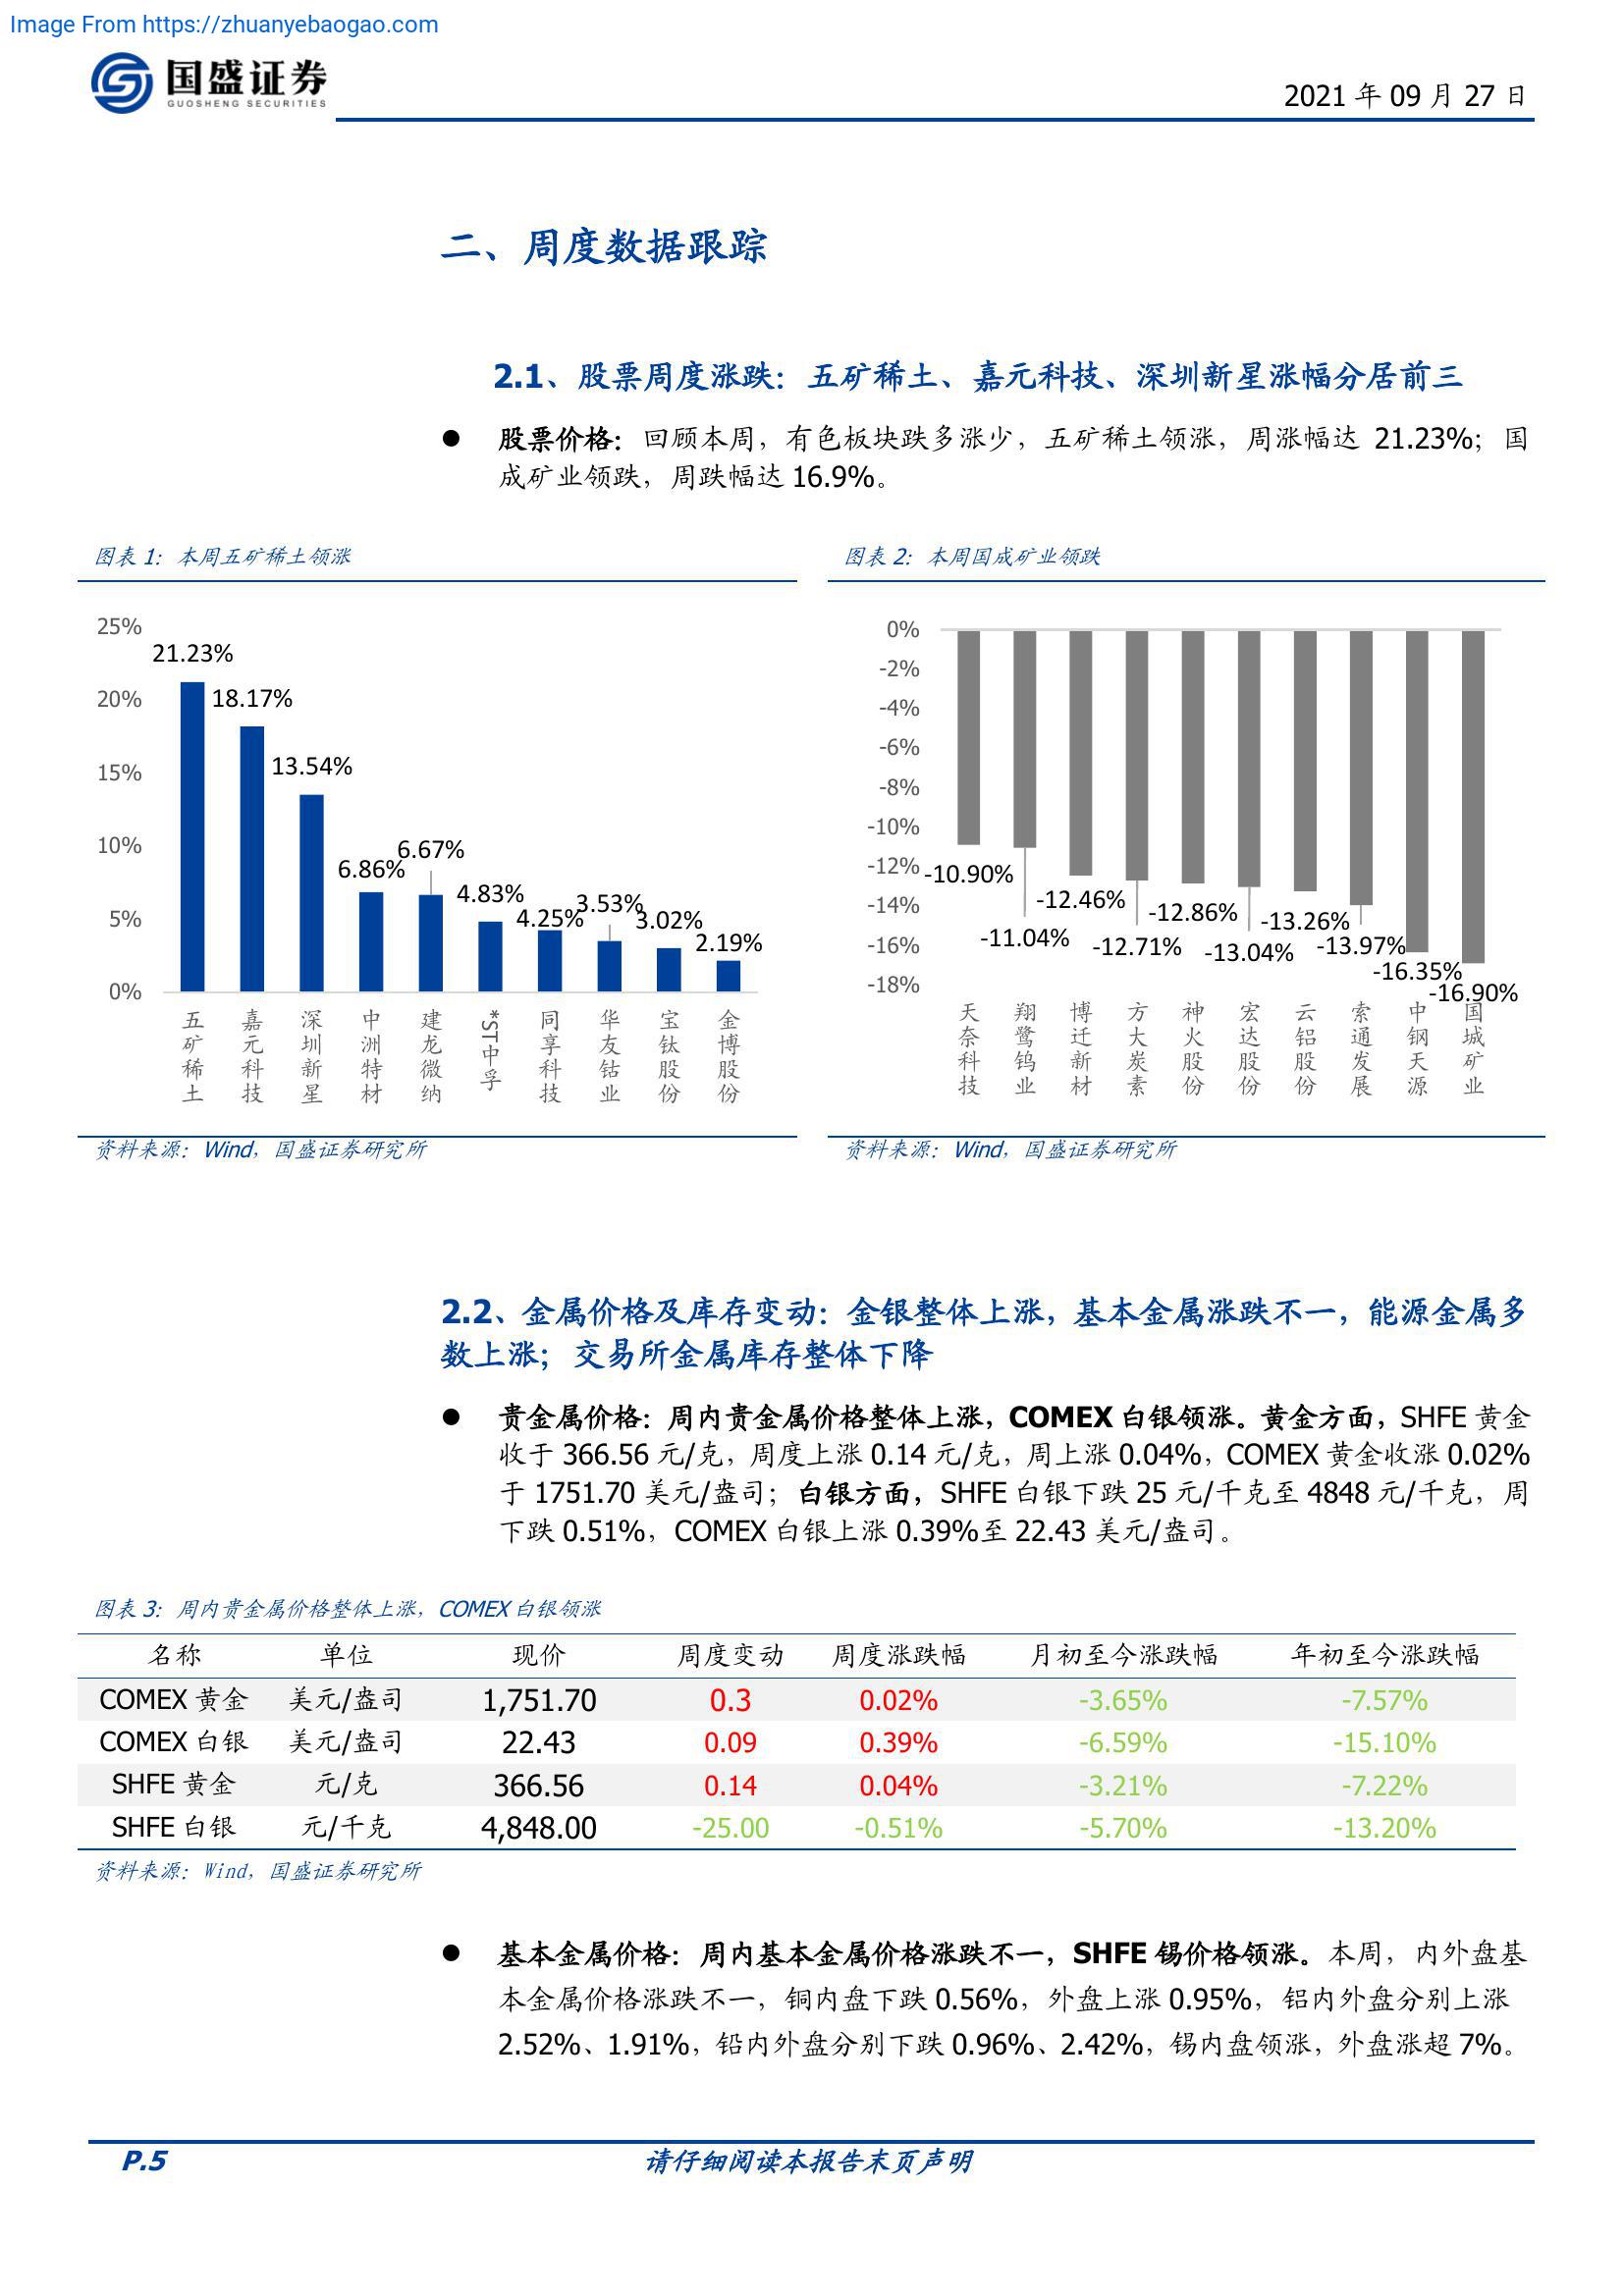 Image From https://zhuanyebaogao.com
国盛证券
GUOSHENG SECURITIES
2021 年 09 月 27 日
二、周度数据跟踪
2.1、股票周度涨跌：五矿稀土、嘉元科技、深圳新星涨幅分居前三
● 股票价格：回顾本周，有色板块跌多涨少，五矿稀土领涨，周涨幅达 21.23%；国
成矿业领跌，周跌幅达 16.9%。
图表 1：本周五矿稀土领涨
25%
20%
15%
10%
5%
0%
21.23%
18.17%
13.54%
6.86%
6.67%
4.83%
4.25%
3.53%
3.02%
2.19%
五矿稀土
嘉元科技
深圳新星
中洲特材
建龙微纳
*ST中孚
同享科技
华友钴业
宝钛股份
金博股份
资料来源：Wind，国盛证券研究所
图表 2：本周国成矿业领跌
0%
-2%
-4%
-6%
-8%
-10%
-12%
-14%
-16%
-18%
-10.90%
-11.04%
-12.46%
-12.71%
-12.86%
-13.04%
-13.26%
-13.97%
-16.35%
-16.90%
天奈科技
翔鹭钨业
博迁新材
方大炭素
神火股份
宏达股份
云铝股份
索通发展
中钢天源
国城矿业
资料来源：Wind，国盛证券研究所
2.2、金属价格及库存变动：金银整体上涨，基本金属涨跌不一，能源金属多
数上涨；交易所金属库存整体下降
● 贵金属价格：周内贵金属价格整体上涨，COMEX 白银领涨。黄金方面，SHFE 黄金
收于 366.56 元/克，周度上涨 0.14 元/克，周上涨 0.04%，COMEX 黄金收涨 0.02%
于 1751.70 美元/盎司；白银方面，SHFE 白银下跌 25 元/千克至 4848 元/千克，周
下跌 0.51%，COMEX 白银上涨 0.39%至 22.43 美元/盎司。
图表 3：周内贵金属价格整体上涨，COMEX 白银领涨
名称 单位 现价 周度变动 周度涨跌幅 月初至今涨跌幅 年初至今涨跌幅
COMEX 黄金 美元/盎司 1,751.70 0.3 0.02% -3.65% -7.57%
COMEX 白银 美元/盎司 22.43 0.09 0.39% -6.59% -15.10%
SHFE 黄金 元/克 366.56 0.14 0.04% -3.21% -7.22%
SHFE 白银 元/千克 4,848.00 -25.00 -0.51% -5.70% -13.20%
资料来源：Wind，国盛证券研究所
● 基本金属价格：周内基本金属价格涨跌不一，SHFE 锡价格领涨。本周，内外盘基
本金属价格涨跌不一，铜内盘下跌 0.56%，外盘上涨 0.95%，铝内外盘分别上涨
2.52%、1.91%，铅内外盘分别下跌 0.96%、2.42%，锡内盘领涨，外盘涨超 7%。
P.5
请仔细阅读本报告末页声明